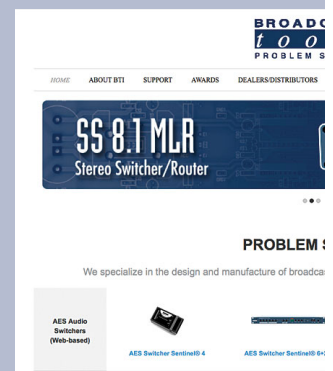 BROADC
too
PROBLEM S
HOME ABOUT BTI SUPPORT AWARDS DEALERS/DISTRIBUTORS
SS 8.1 MLR
Stereo Switcher/Router
PROBLEM S
We specialize in the design and manufacture of broadcas
AES Audio
Switchers
(Web-based)
AES Switcher Sentinel® 4 AES Switcher Sentinel® 6+